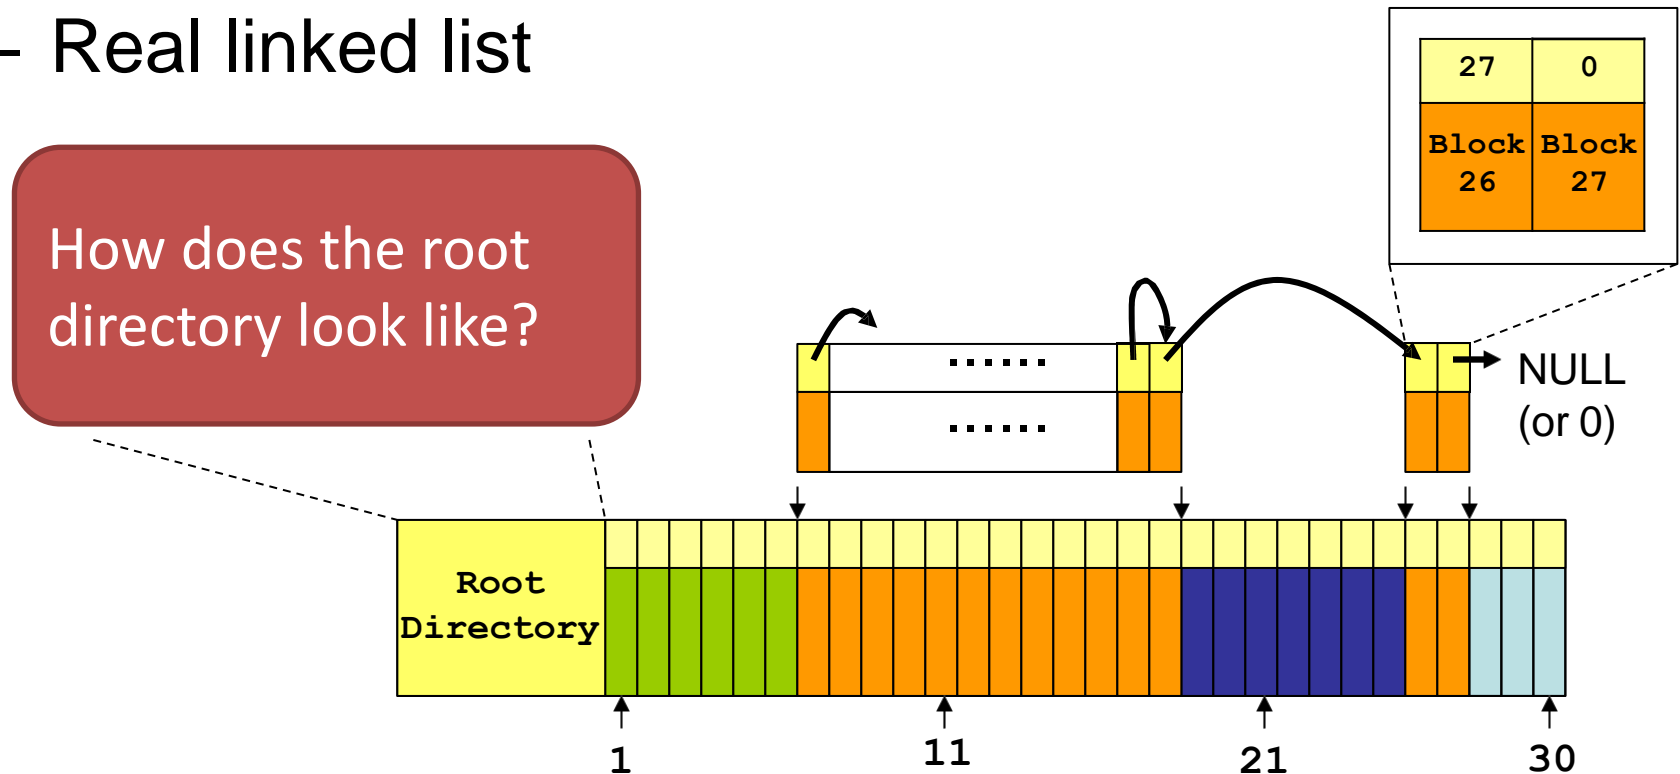 – Real linked list
27 0
Block Block
26 27
How does the root
directory look like?
......
......
NULL
(or 0)
Root
Directory
1 11 21 30